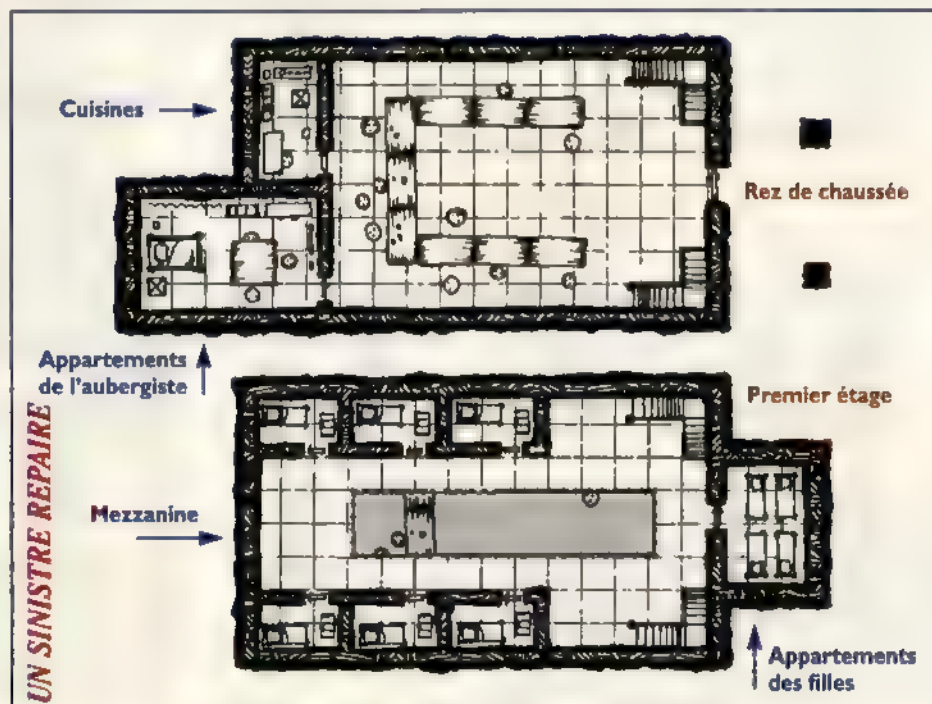 Cuisines
Rez de chaussée
Appartements
de l'aubergiste
Premier étage
UN SINISTRE REPAIRE
Mezzanine
Appartements
des filles